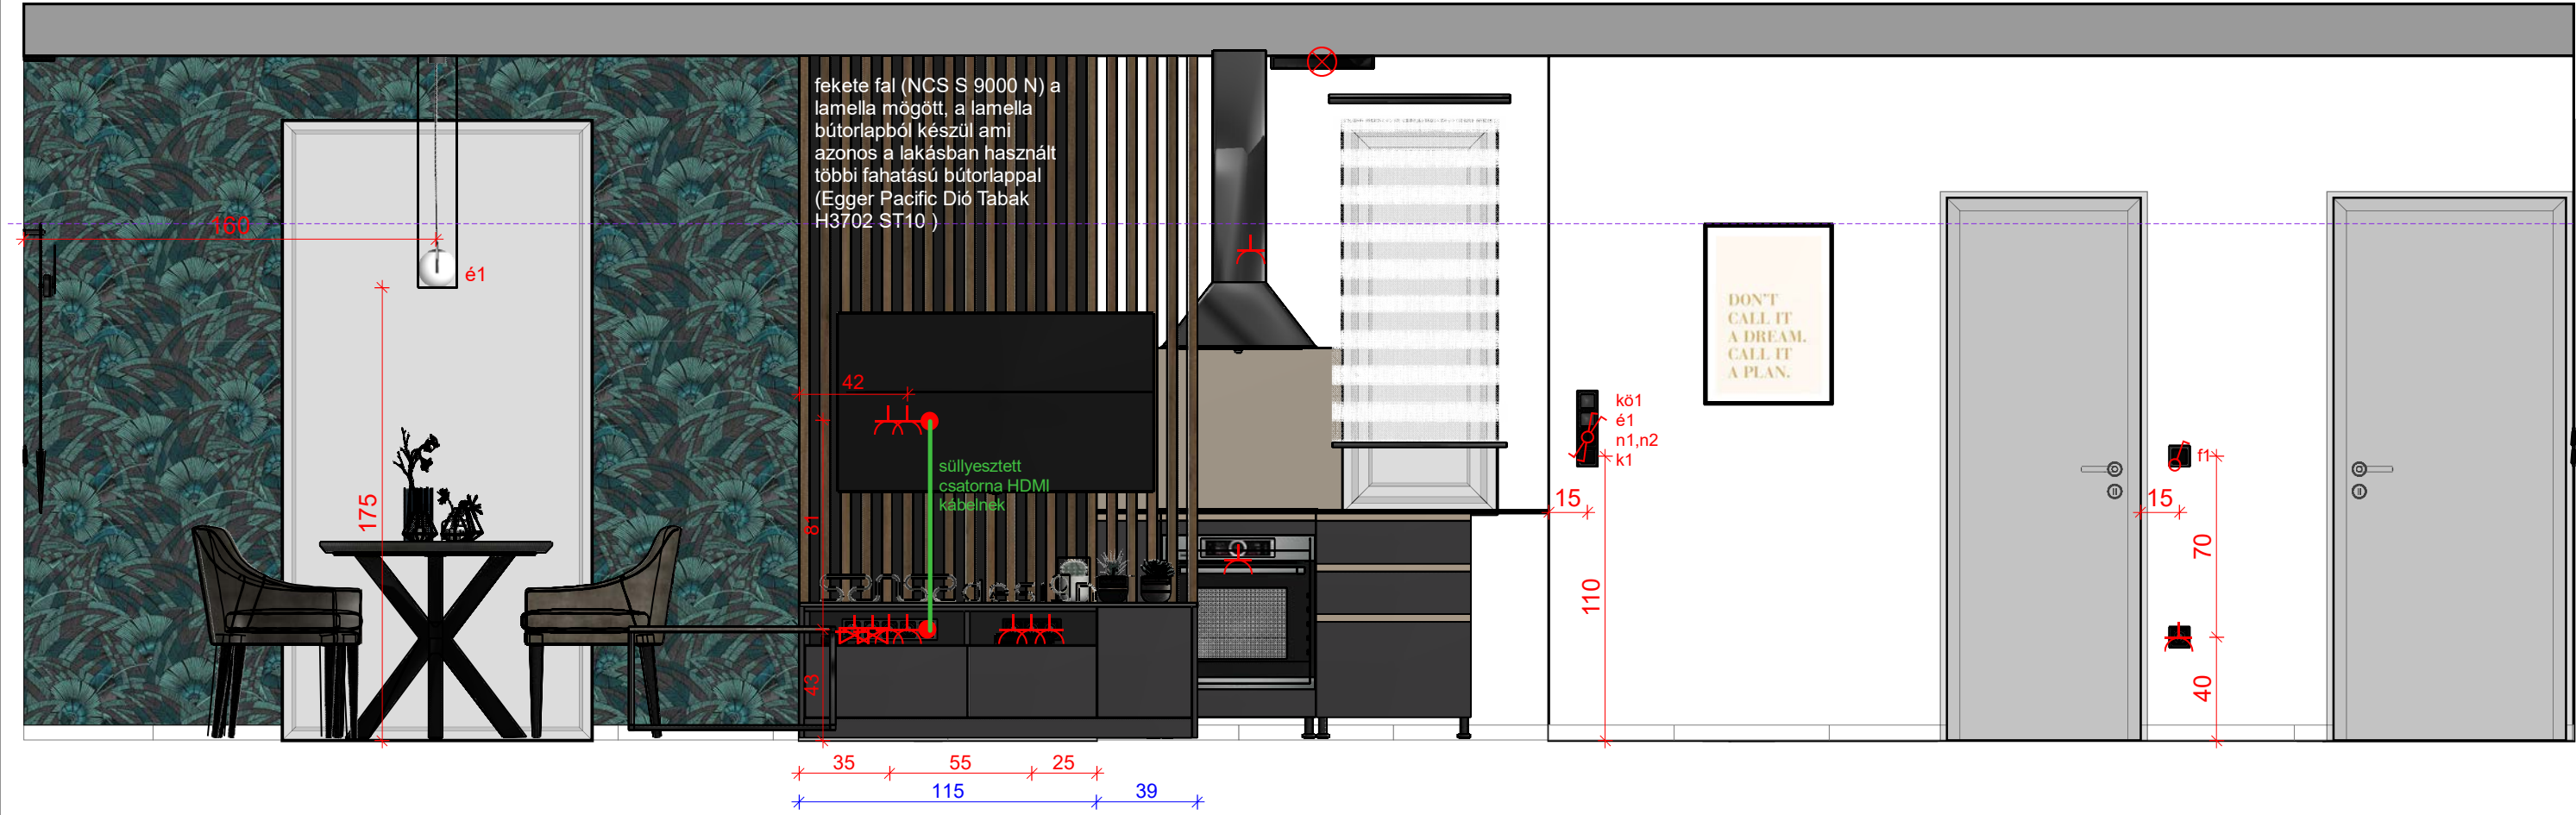 fekete fal (NCS S 9000 N) a
lamella mögött, a lamella
bútorlapból készül ami
azonos a lakásban használt
többi fahatású bútorlappal
(Egger Pacific Dió Tabak
H3702 ST10 )
160
é1
175
42
süllyesztett
csatorna HDMI
kábelnek
81
43
35
55
25
115
39
kö1
é1
n1,n2
k1
15
110
DON'T
CALL IT
A DREAM.
CALL IT
A PLAN.
f1
15
70
40